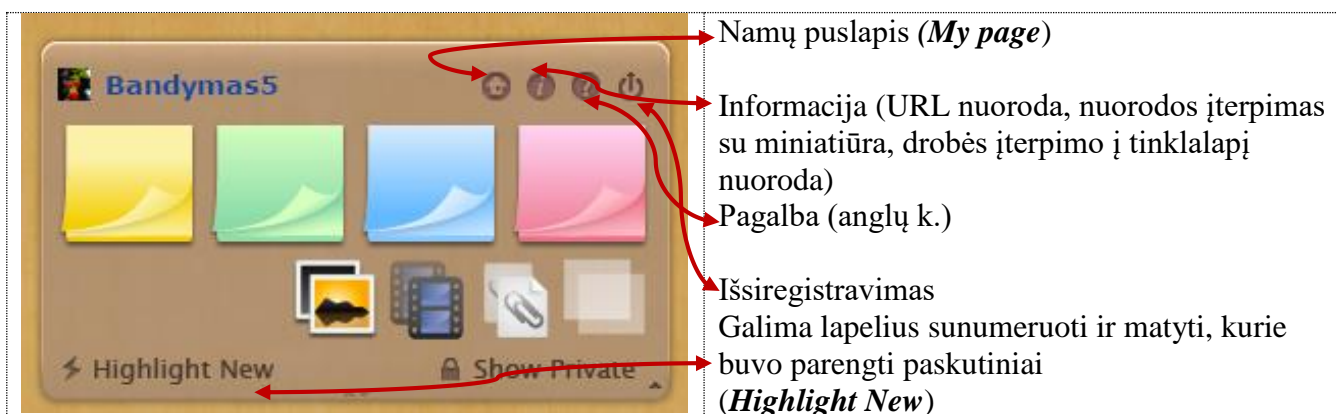 Bandymas5
Highlight New
Show Private
Namų puslapis (My page)
Informacija (URL nuoroda, nuorodos įterpimas
su miniatiūra, drobės įterpimo į tinklalapį
nuoroda)
Pagalba (anglų k.)
Išsiregistravimas
Galima lapelius sunumeruoti ir matyti, kurie
buvo parengti paskutiniai
(Highlight New)